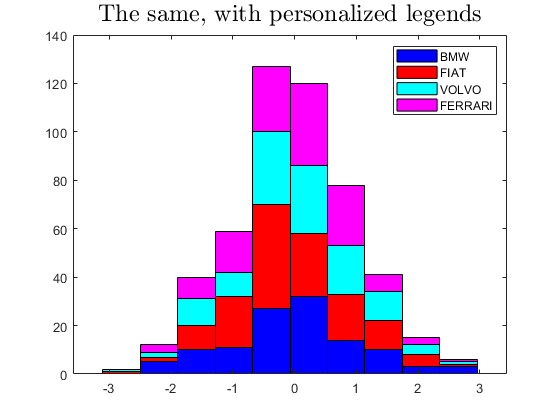 The same, with personalized legends
140
120
100
80
60
40
20
0
BMW
FIAT
VOLVO
FERRARI
-3 -2 -1 0 1 2 3